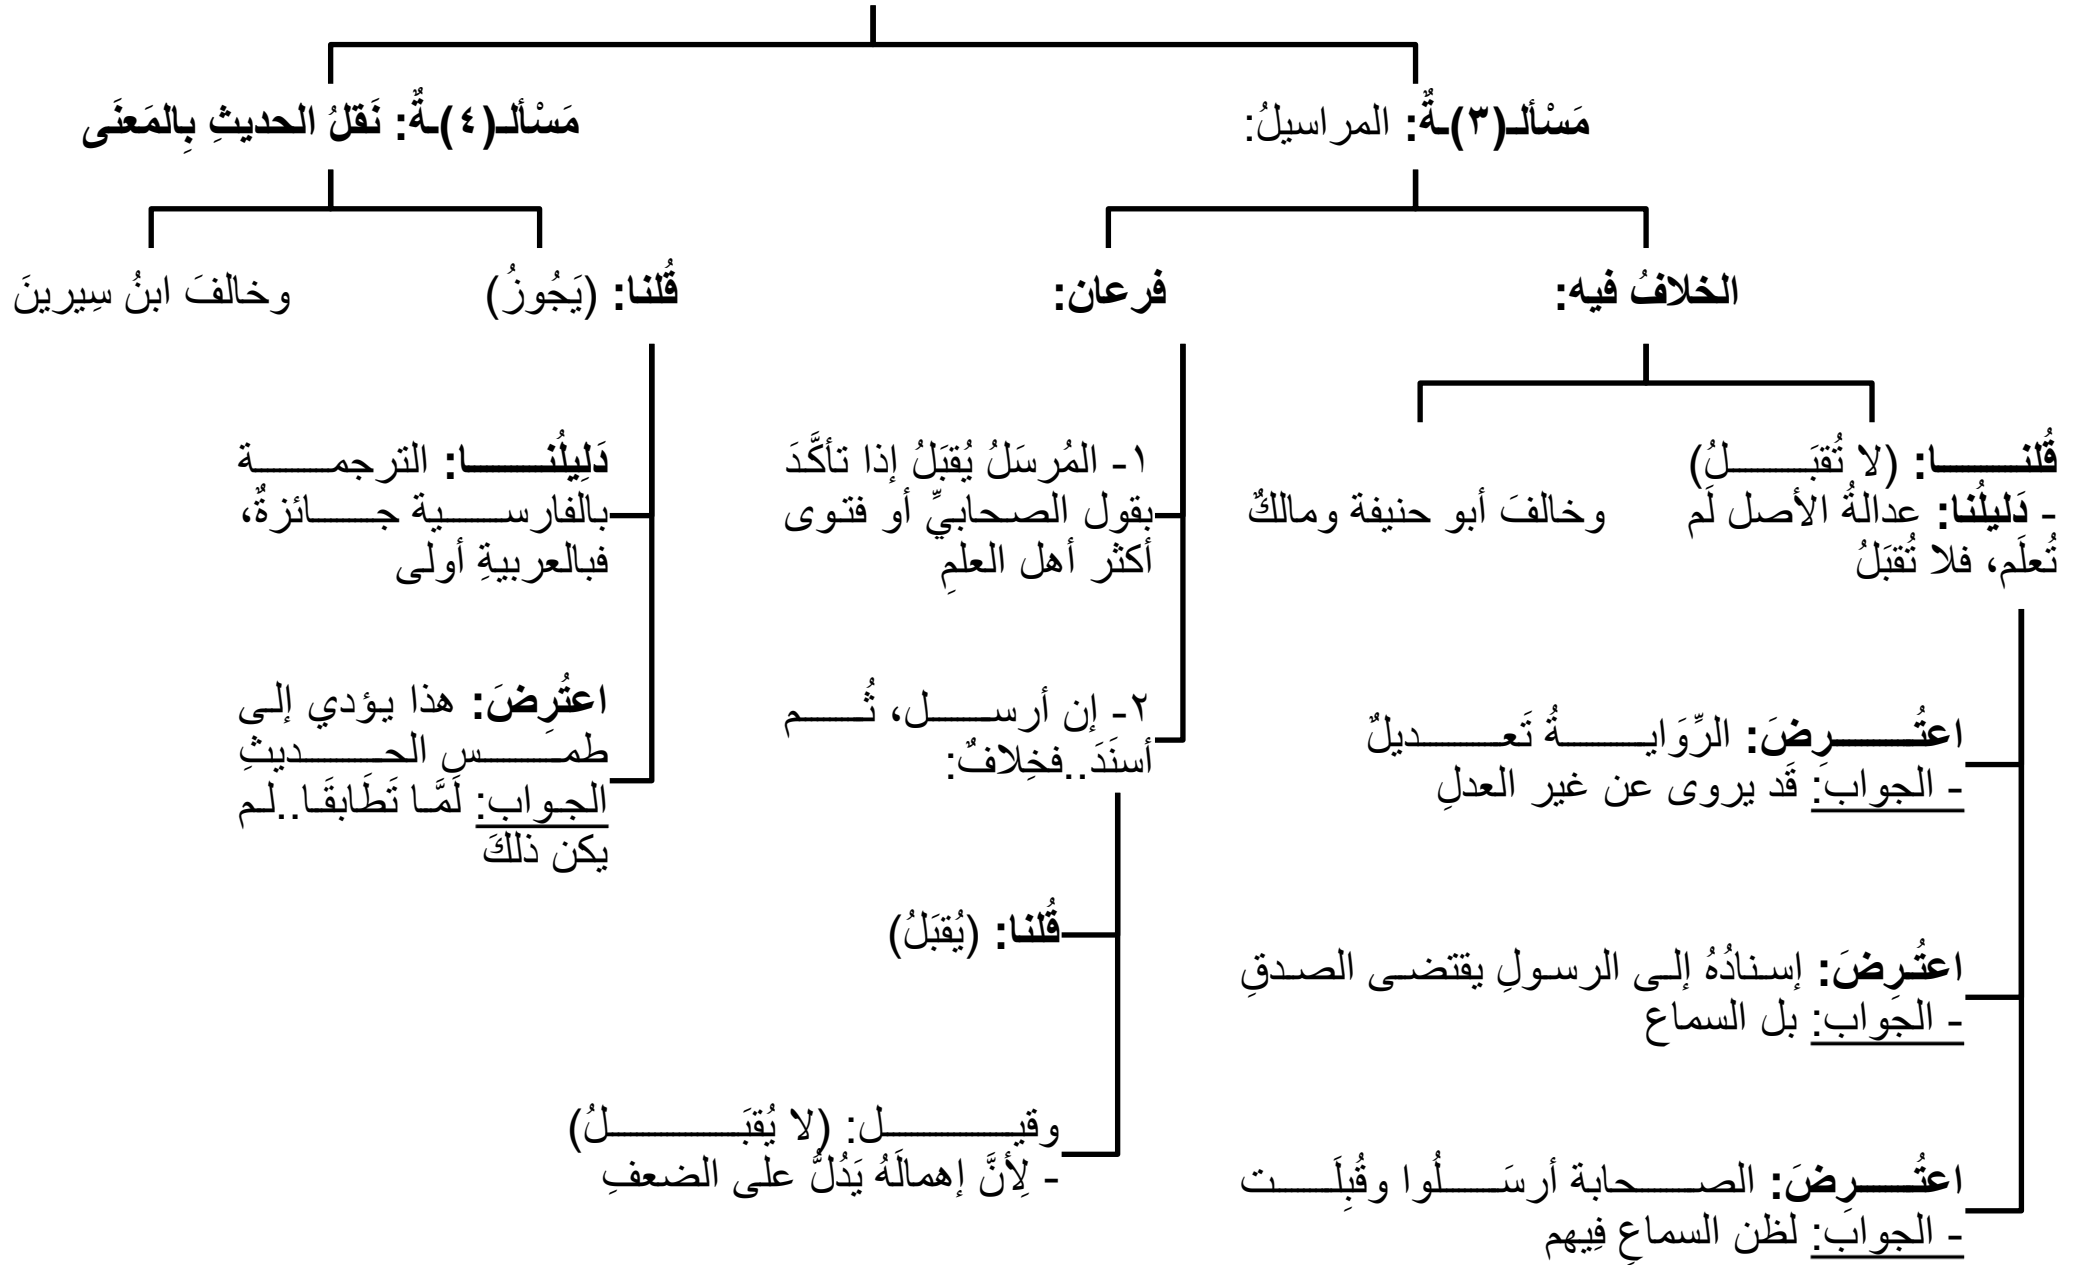 مَسْألـ(٣)ـةٌ: المراسيلُ:
الخلافُ فيه:
قُلنا: (لا تُقبَلُ)
- دَليلُنا: عدالةُ الأصل لَم
تُعلَم، فلا تُقبَلُ
اعتُرِضَ: الرِّوَايةُ تَعديلٌ
- الجواب: قَد يروى عن غير العدلِ
اعتُرِضَ: إسنادُهُ إلى الرسولِ يقتضى الصدقِ
- الجواب: بل السماع
اعتُرِضَ: الصحابة أرسَلُوا وقُبِلَت
- الجواب: لظن السماعِ فِيهم
وخالفَ أبو حنيفة ومالكٌ
فرعان:
١- المُرسَلُ يُقبَلُ إذا تأكَّدَ
بقول الصحابيِّ أو فتوى
أكثر أهل العلمِ
٢- إن أرسل، ثُم
أسنَدَ..فخِلافٌ:
قُلنا: (يُقبَلُ)
وقيل: (لا يُقبَلُ)
- لِأنَّ إهمالَهُ يَدُلُّ على الضعفِ
مَسْألـ(٤)ـةٌ: نَقلُ الحديثِ بِالمَعنَى
قُلنا: (يَجُوزُ)
دَلِيلُنا: الترجمة
بالفارسية جائزةٌ،
فبالعربيةِ أولى
اعتُرِضَ: هذا يؤدي إلى
طمسِ الحديثِ
الجواب: لَمَّا تَطَابقَا..لم
يكن ذلكَ
وخالفَ ابنُ سِيرينَ